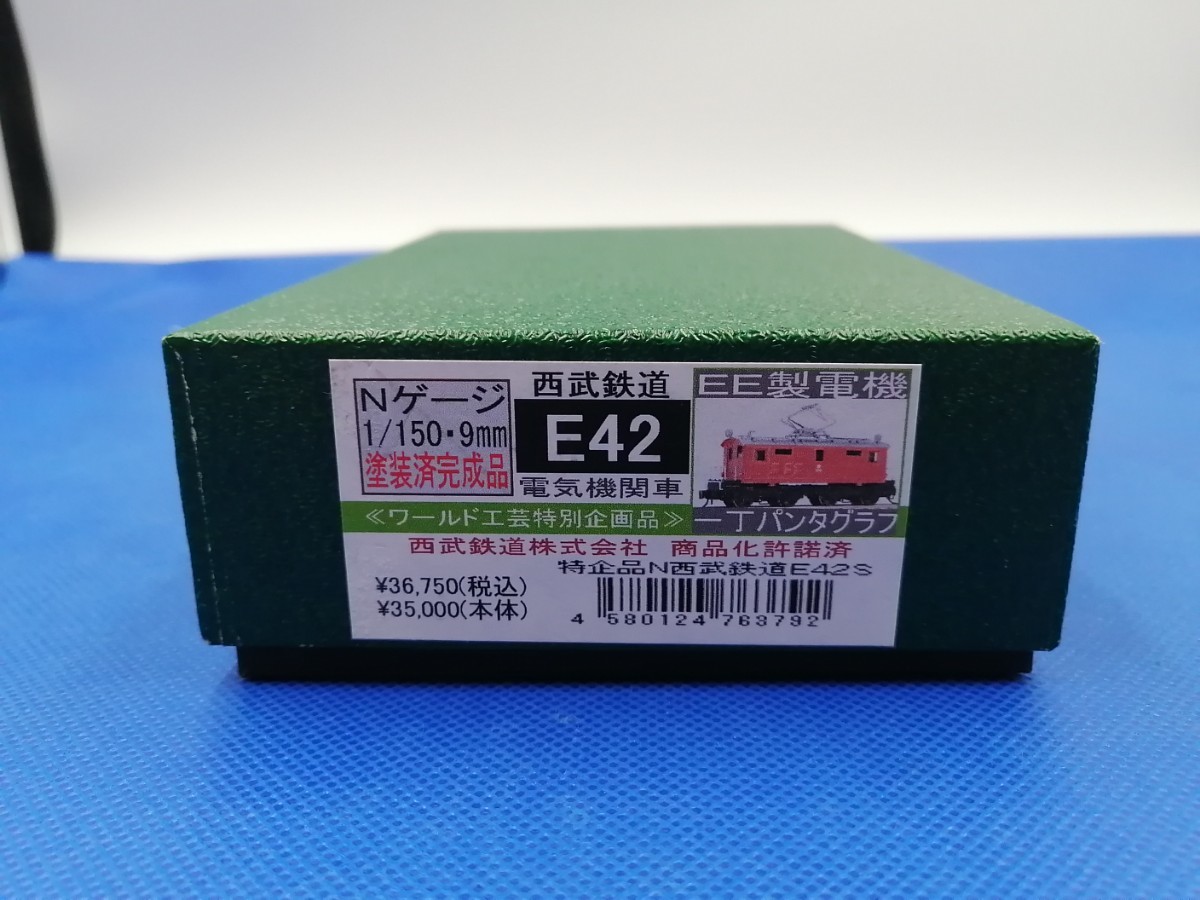 Nゲージ
1/150・9mm
塗装済完成品
西武鉄道
E42
電気機関車
EE製電機
≪ワールド工芸特別企画品≫
一丁パンタグラフ
西武鉄道株式会社 商品化許諾済
特企品N西武鉄道E42S
¥36,750(税込)
¥35,000(本体)
4 580124 763792